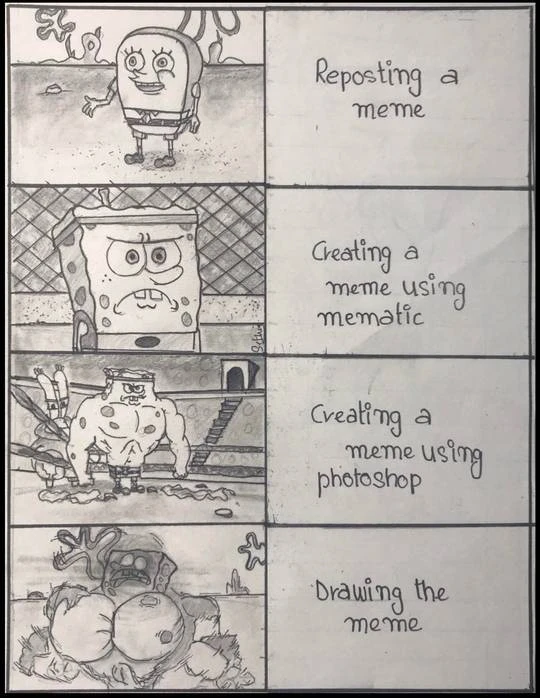 Reposting a
meme
Creating a
meme using
mematic
Creating a
meme using
photoshop
Drawing the
meme